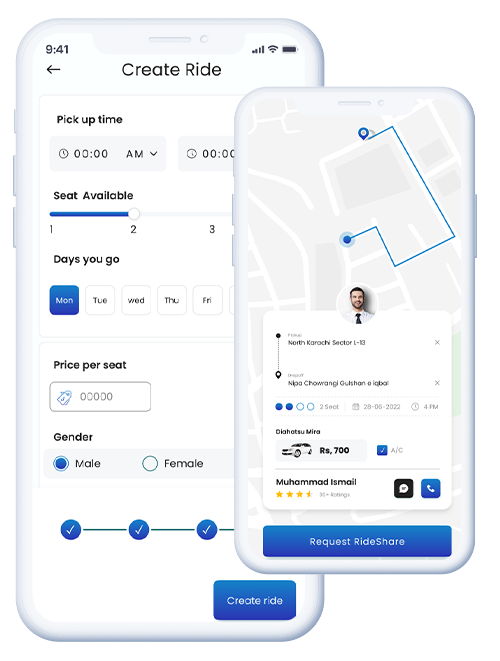 9:41
Create Ride
Pick up time
00:00 AM
00:00
Seat Available
1 2 3
Days you go
Mon Tue wed Thu Fri
Price per seat
00000
Gender
Male Female
Create ride
Pickup
North Karachi Sector L-13
Dropoff
Nipa Chowrangi Gulshan e iqbal
2 Seat 28-06-2022 4 PM
Diahatsu Mira
Rs, 700 A/C
Muhammad Ismail
Request RideShare